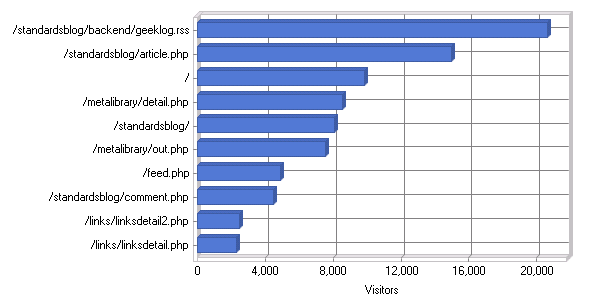 /standardsblog/backend/geeklog.rss
/standardsblog/article.php
/
/metalibrary/detail.php
/standardsblog/
/metalibrary/out.php
/feed.php
/standardsblog/comment.php
/links/linksdetail2.php
/links/linksdetail.php
0 4,000 8,000 12,000 16,000 20,000
Visitors